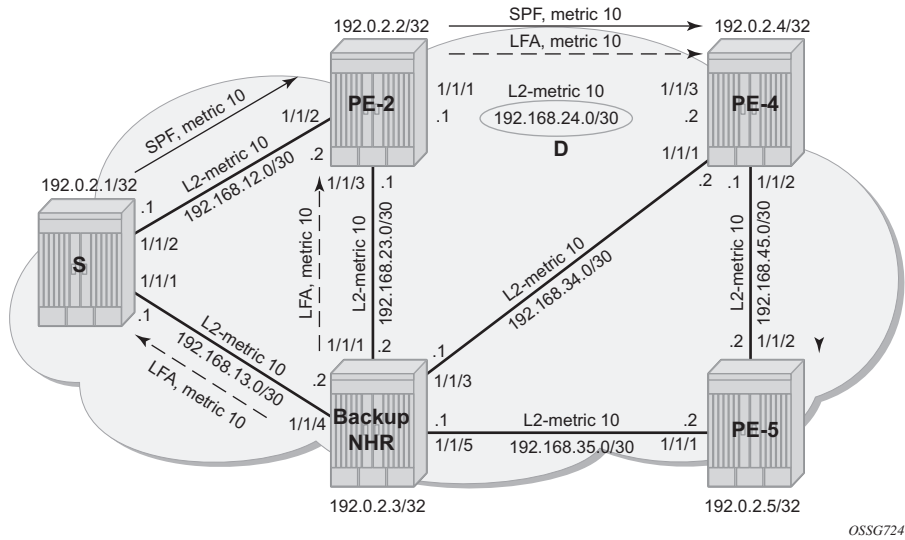 192.0.2.2/32
SPF, metric 10
LFA, metric 10
192.0.2.4/32
PE-2
1/1/1
.1
1/1/2
.2
1/1/3
.1
L2-metric 10
192.168.24.0/30
D
1/1/3
.2
PE-4
1/1/1
.2
.1
1/1/2
SPF, metric 10
L2-metric 10
192.168.12.0/30
192.0.2.1/32
S
.1
1/1/2
1/1/1
.1
LFA, metric 10
L2-metric 10
192.168.23.0/30
L2-metric 10
192.168.34.0/30
L2-metric 10
192.168.45.0/30
L2-metric 10
192.168.13.0/30
LFA, metric 10
1/1/1
.2
.2
1/1/4
Backup
NHR
.1
1/1/3
.1
1/1/5
L2-metric 10
192.168.35.0/30
.2
1/1/1
.2
1/1/2
PE-5
192.0.2.3/32
192.0.2.5/32
OSSG724